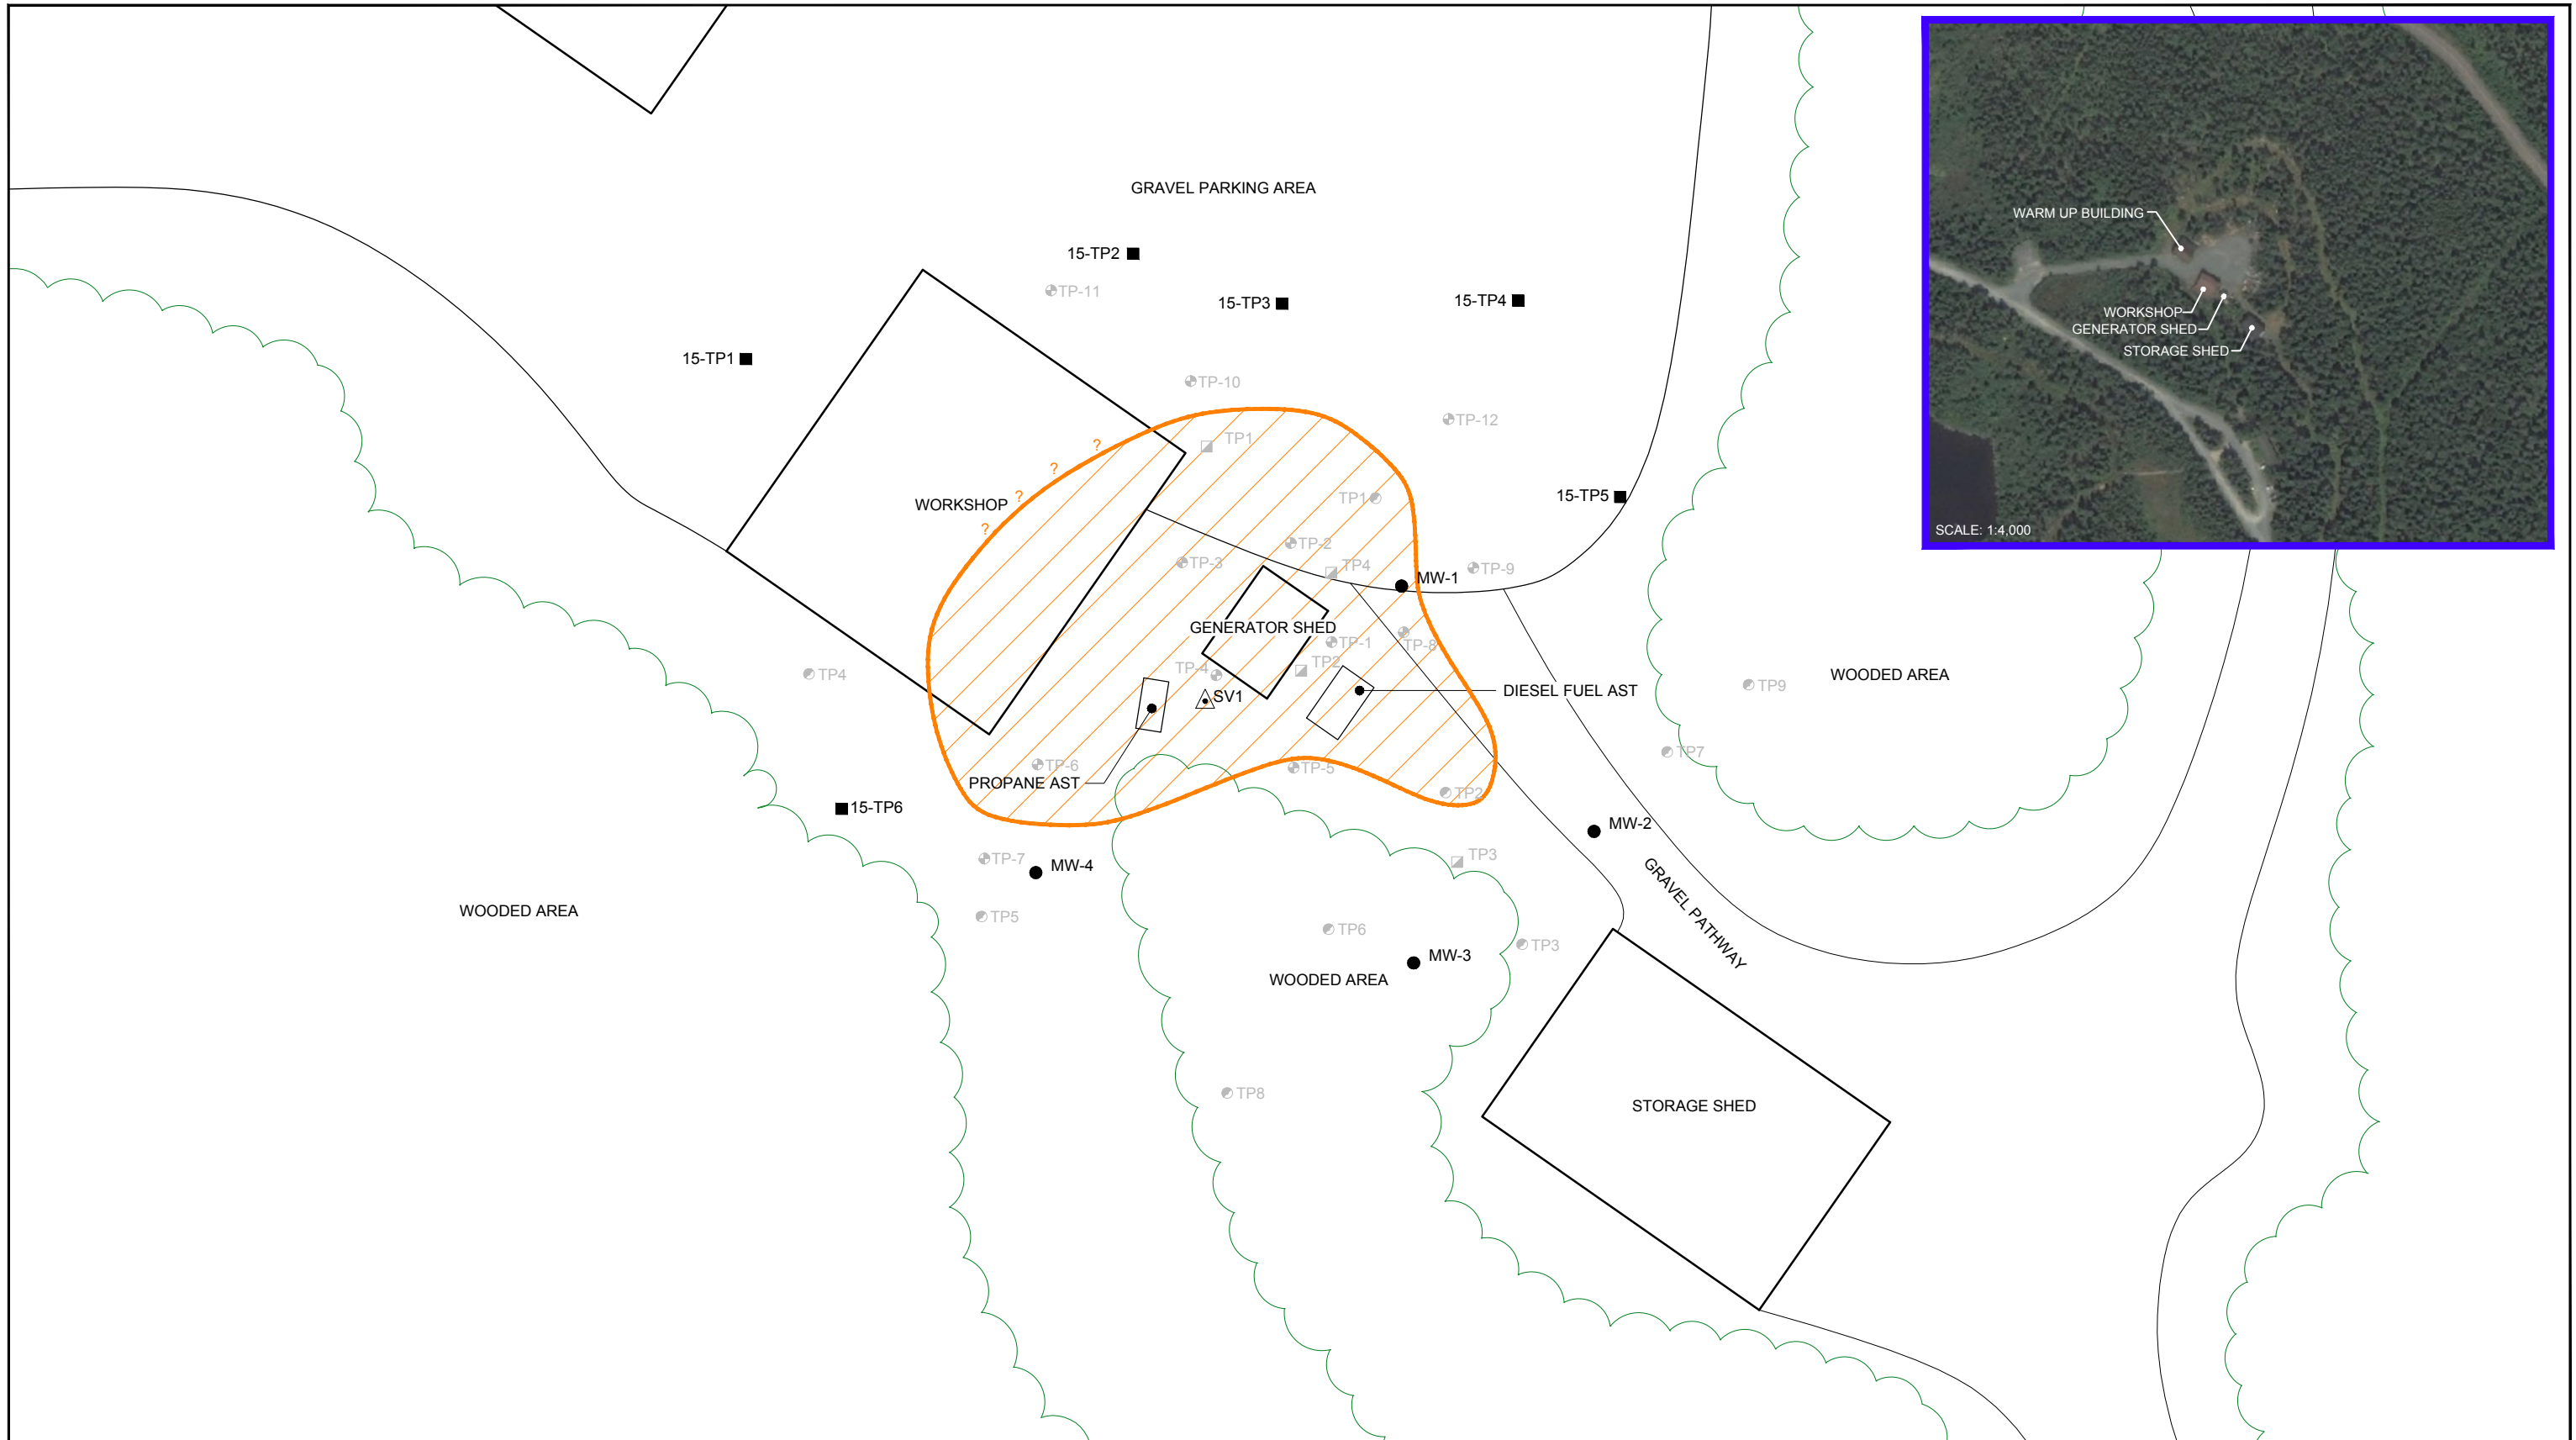 GRAVEL PARKING AREA
15-TP2
TP-11
15-TP3
15-TP4
15-TP1
TP-10
TP-12
TP1
?
?
?
?
WORKSHOP
TP1
15-TP5
TP-2
TP-3
TP4
MW-1
TP-9
GENERATOR SHED
TP-1
TP-8
TP-4
TP2
TP4
SV1
DIESEL FUEL AST
TP9
WOODED AREA
TP7
TP-6
TP-5
PROPANE AST
TP2
15-TP6
MW-2
TP-7
MW-4
TP3
GRAVEL PATHWAY
WOODED AREA
TP5
TP6
TP3
MW-3
WOODED AREA
TP8
STORAGE SHED
WARM UP BUILDING
WORKSHOP
GENERATOR SHED
STORAGE SHED
SCALE: 1:4,000